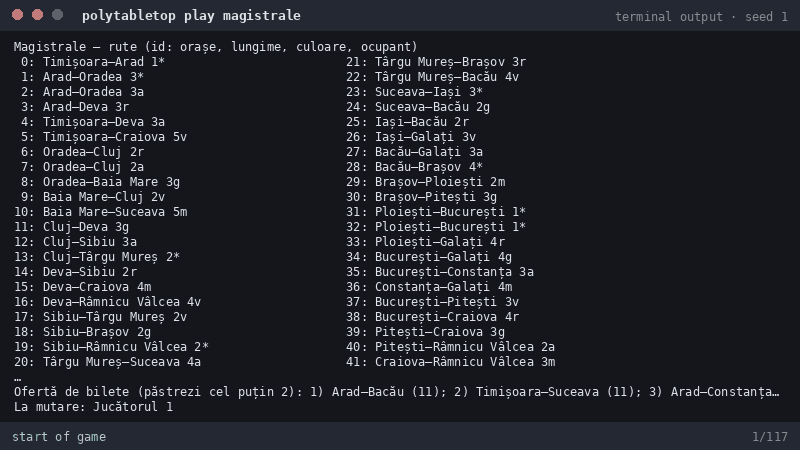 polytabletop play magistrale
terminal output · seed 1
Magistrale — rute (id: orașe, lungime, culoare, ocupant)
0: Timișoara—Arad 1*
1: Arad—Oradea 3*
2: Arad—Oradea 3a
3: Arad—Deva 3r
4: Timișoara—Deva 3a
5: Timișoara—Craiova 5v
6: Oradea—Cluj 2r
7: Oradea—Cluj 2a
8: Oradea—Baia Mare 3g
9: Baia Mare—Cluj 2v
10: Baia Mare—Suceava 5m
11: Cluj—Deva 3g
12: Cluj—Sibiu 3a
13: Cluj—Târgu Mureș 2*
14: Deva—Sibiu 2r
15: Deva—Craiova 4m
16: Deva—Râmnicu Vâlcea 4v
17: Sibiu—Târgu Mureș 2v
18: Sibiu—Brașov 2g
19: Sibiu—Râmnicu Vâlcea 2*
20: Târgu Mureș—Suceava 4a
21: Târgu Mureș—Brașov 3r
22: Târgu Mureș—Bacău 4v
23: Suceava—Iași 3*
24: Suceava—Bacău 2g
25: Iași—Bacău 2r
26: Iași—Galați 3v
27: Bacău—Galați 3a
28: Bacău—Brașov 4*
29: Brașov—Ploiești 2m
30: Brașov—Pitești 3g
31: Ploiești—București 1*
32: Ploiești—București 1*
33: Ploiești—Galați 4r
34: București—Galați 4g
35: București—Constanța 3a
36: Constanța—Galați 4m
37: București—Pitești 3v
38: București—Craiova 4r
39: Pitești—Craiova 3g
40: Pitești—Râmnicu Vâlcea 2a
41: Craiova—Râmnicu Vâlcea 3m
…
Ofertă de bilete (păstrezi cel puțin 2): 1) Arad—Bacău (11); 2) Timișoara—Suceava (11); 3) Arad—Constanța…
La mutare: Jucătorul 1
start of game
1/117